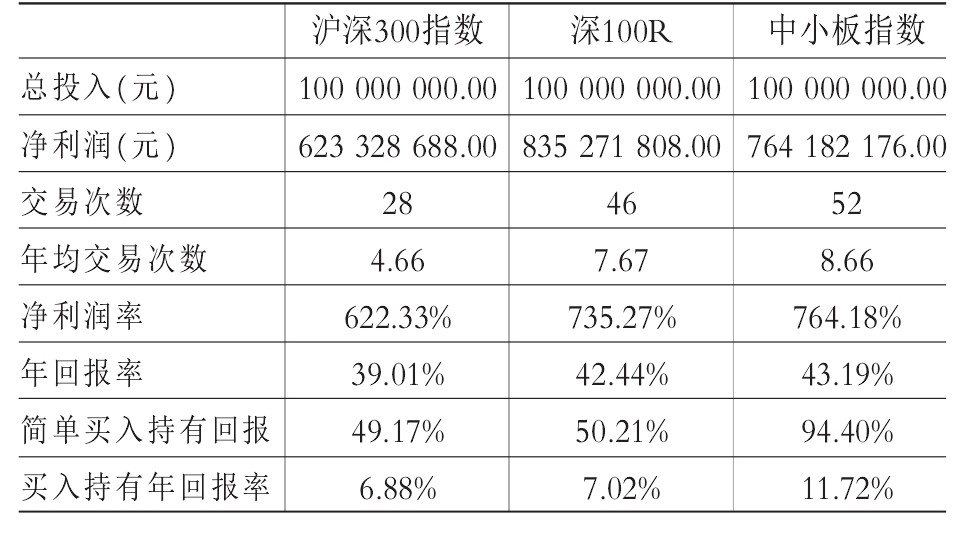 沪深300指数 深100R 中小板指数
总投入(元) 100 000 000.00 100 000 000.00 100 000 000.00
净利润(元) 623 328 688.00 835 271 808.00 764 182 176.00
交易次数 28 46 52
年均交易次数 4.66 7.67 8.66
净利润率 622.33% 735.27% 764.18%
年回报率 39.01% 42.44% 43.19%
简单买入持有回报 49.17% 50.21% 94.40%
买入持有年回报率 6.88% 7.02% 11.72%